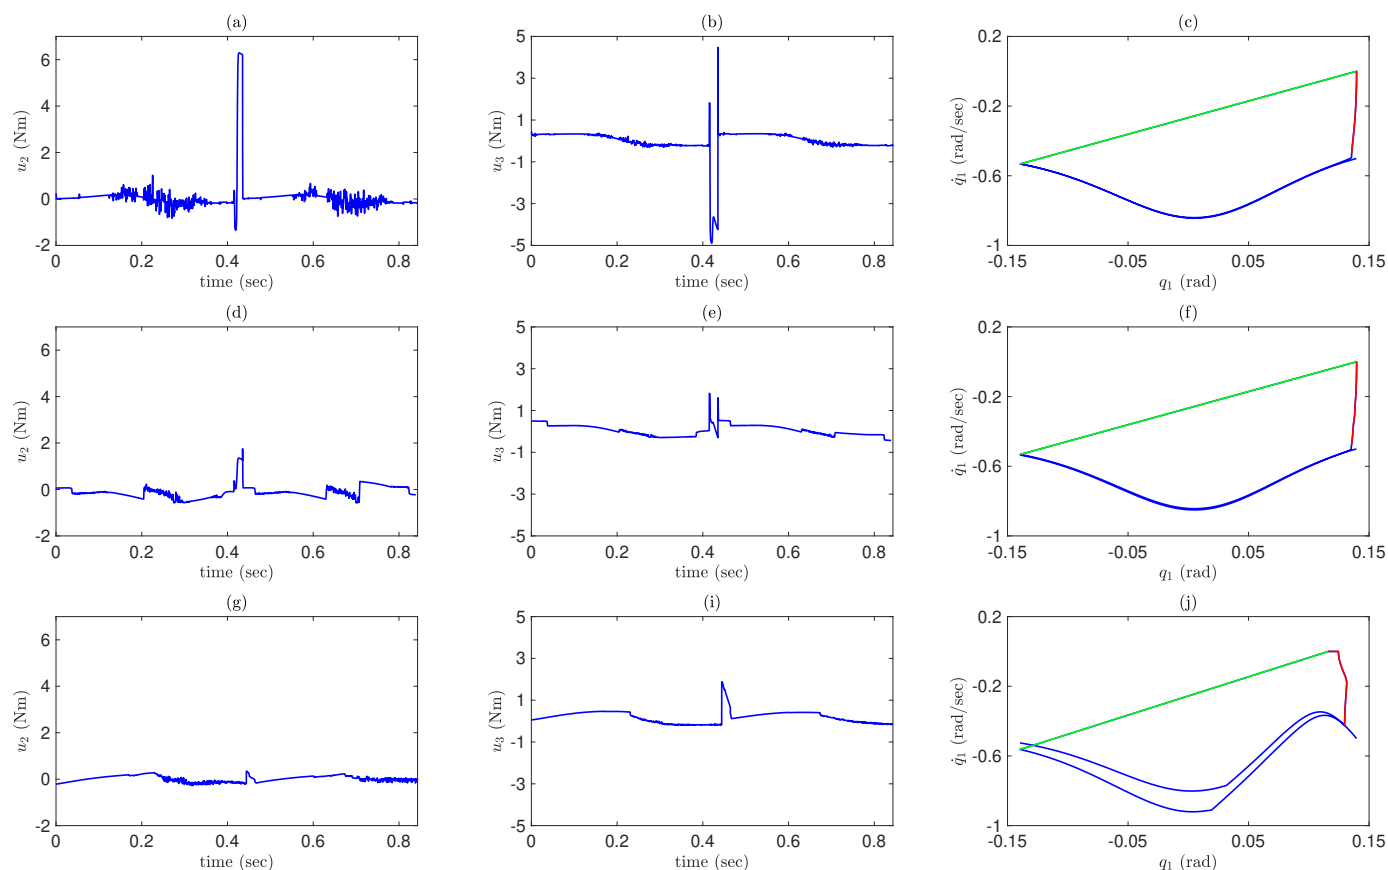 (a)
6
4
2
0
-2
u₂ (Nm)
0 0.2 0.4 0.6 0.8
time (sec)
(b)
5
3
1
-1
-3
-5
u₃ (Nm)
0 0.2 0.4 0.6 0.8
time (sec)
(c)
0.2
-0.2
-0.6
-1
q̇₁ (rad/sec)
-0.15 -0.05 0.05 0.15
q₁ (rad)
(d)
6
4
2
0
-2
u₂ (Nm)
0 0.2 0.4 0.6 0.8
time (sec)
(e)
5
3
1
-1
-3
-5
u₃ (Nm)
0 0.2 0.4 0.6 0.8
time (sec)
(f)
0.2
-0.2
-0.6
-1
q̇₁ (rad/sec)
-0.15 -0.05 0.05 0.15
q₁ (rad)
(g)
6
4
2
0
-2
u₂ (Nm)
0 0.2 0.4 0.6 0.8
time (sec)
(i)
5
3
1
-1
-3
-5
u₃ (Nm)
0 0.2 0.4 0.6 0.8
time (sec)
(j)
0.2
-0.2
-0.6
-1
q̇₁ (rad/sec)
-0.15 -0.05 0.05 0.15
q₁ (rad)